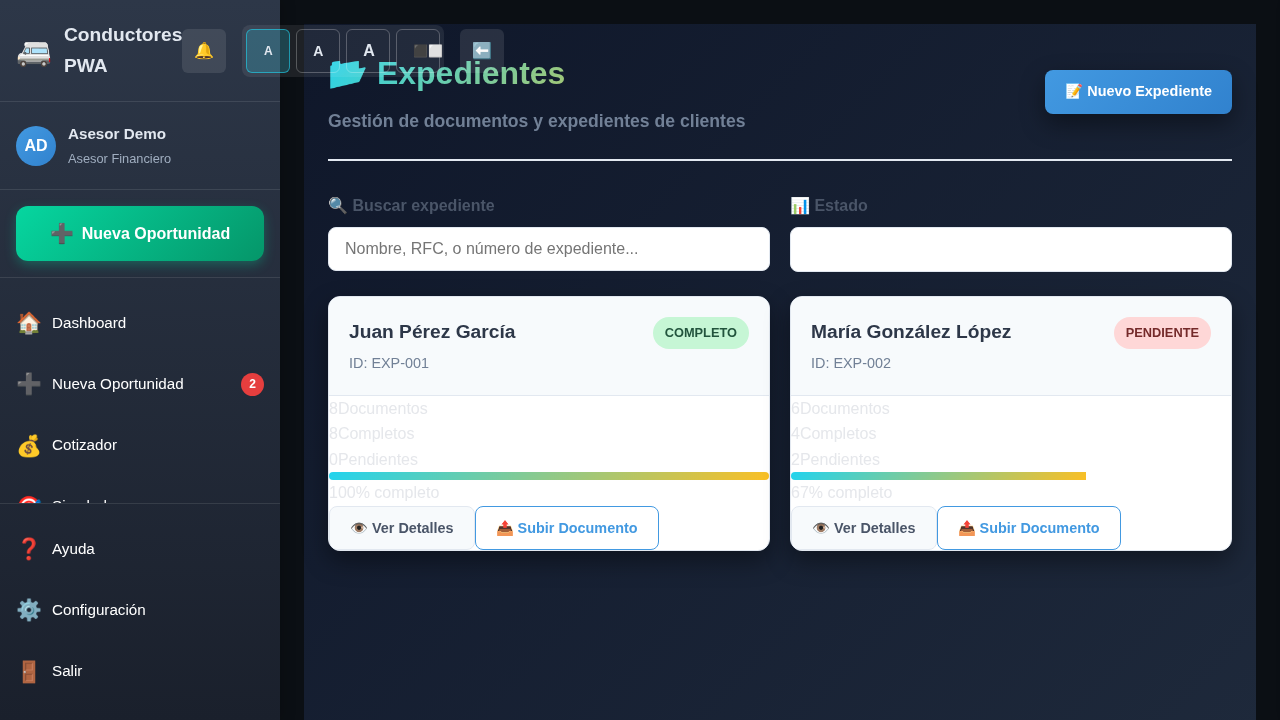 Conductores PWA
AD
Asesor Demo
Asesor Financiero
Nueva Oportunidad
Dashboard
Nueva Oportunidad
2
Cotizador
Ayuda
Configuración
Salir
A
A
A
Expedientes
Gestión de documentos y expedientes de clientes
Nuevo Expediente
Buscar expediente
Nombre, RFC, o número de expediente...
Estado
Juan Pérez García
COMPLETO
ID: EXP-001
8Documentos
8Completos
0Pendientes
100% completo
Ver Detalles
Subir Documento
María González López
PENDIENTE
ID: EXP-002
6Documentos
4Completos
2Pendientes
67% completo
Ver Detalles
Subir Documento